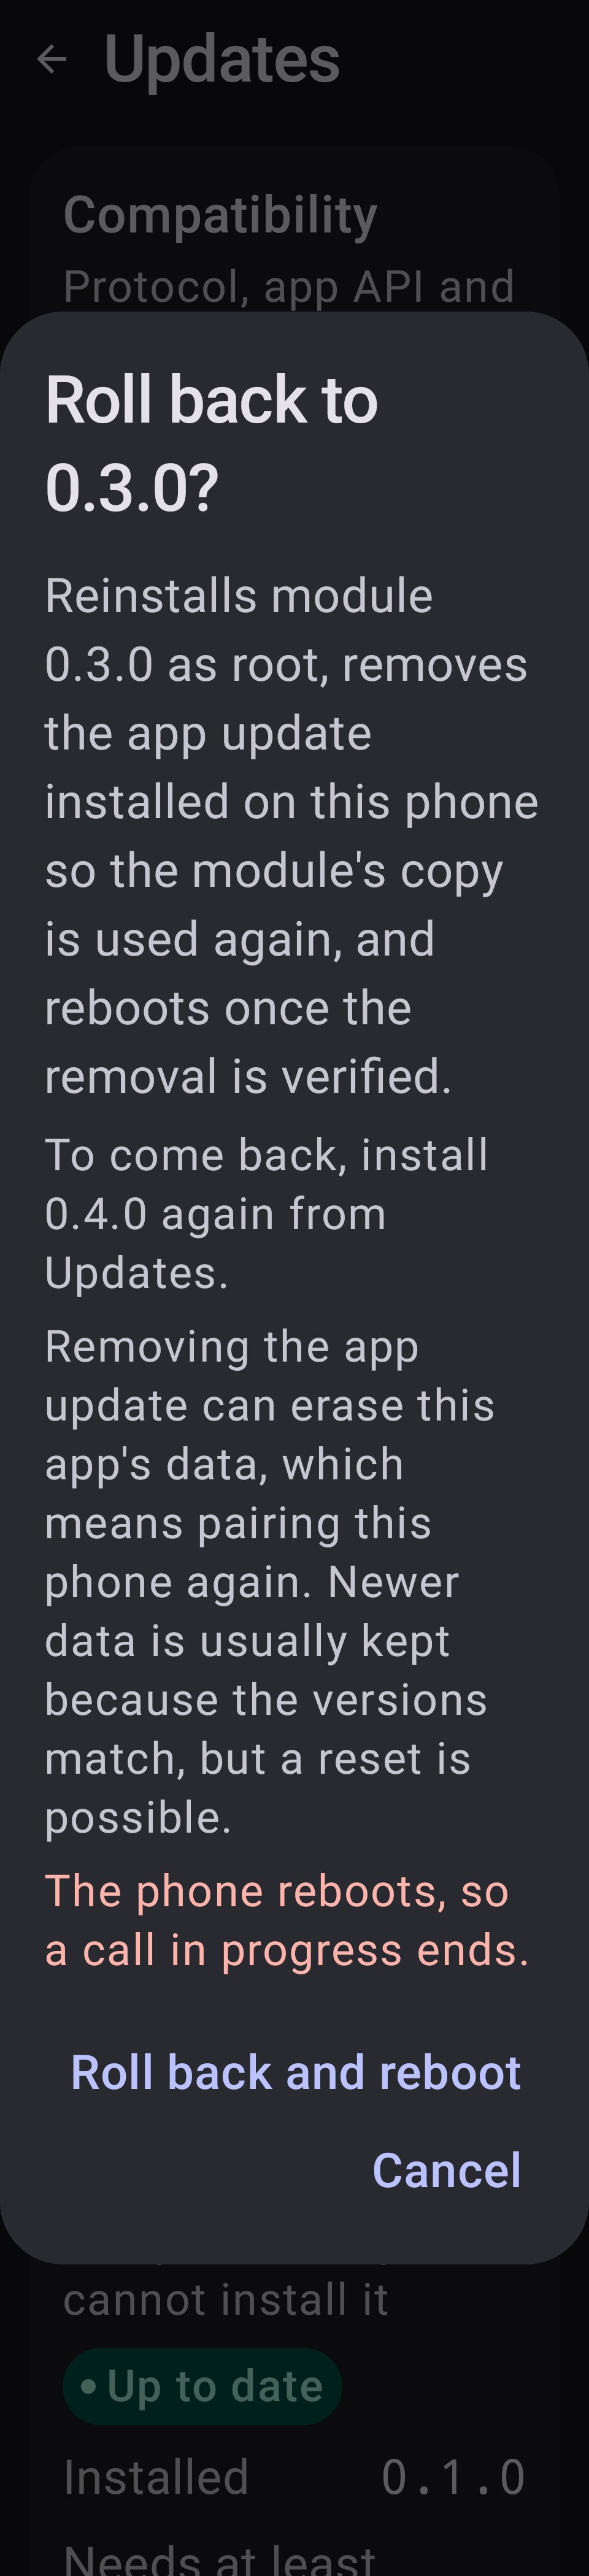 Updates
Compatibility
Protocol, app API and
Roll back to
0.3.0?
Reinstalls module
0.3.0 as root, removes
the app update
installed on this phone
so the module's copy
is used again, and
reboots once the
removal is verified.
To come back, install
0.4.0 again from
Updates.
Removing the app
update can erase this
app's data, which
means pairing this
phone again. Newer
data is usually kept
because the versions
match, but a reset is
possible.
The phone reboots, so
a call in progress ends.
Roll back and reboot
Cancel
cannot install it
• Up to date
Installed 0.1.0
Needs at least